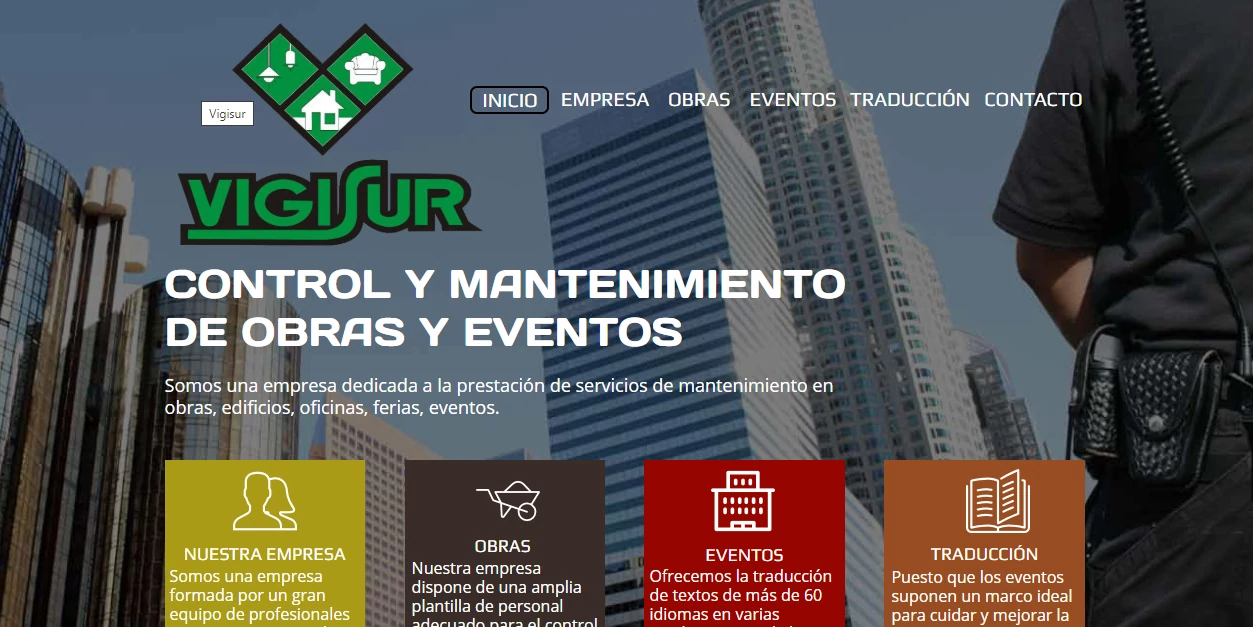 Vigisur
VIGISUR
INICIO
EMPRESA
OBRAS
EVENTOS
TRADUCCIÓN
CONTACTO
CONTROL Y MANTENIMIENTO
DE OBRAS Y EVENTOS
Somos una empresa dedicada a la prestación de servicios de mantenimiento en
obras, edificios, oficinas, ferias, eventos.
NUESTRA EMPRESA
Somos una empresa
formada por un gran
equipo de profesionales
OBRAS
Nuestra empresa
dispone de una amplia
plantilla de personal
adecuado para el control
EVENTOS
Ofrecemos la traducción
de textos de más de 60
idiomas en varias
TRADUCCIÓN
Puesto que los eventos
suponen un marco ideal
para cuidar y mejorar la